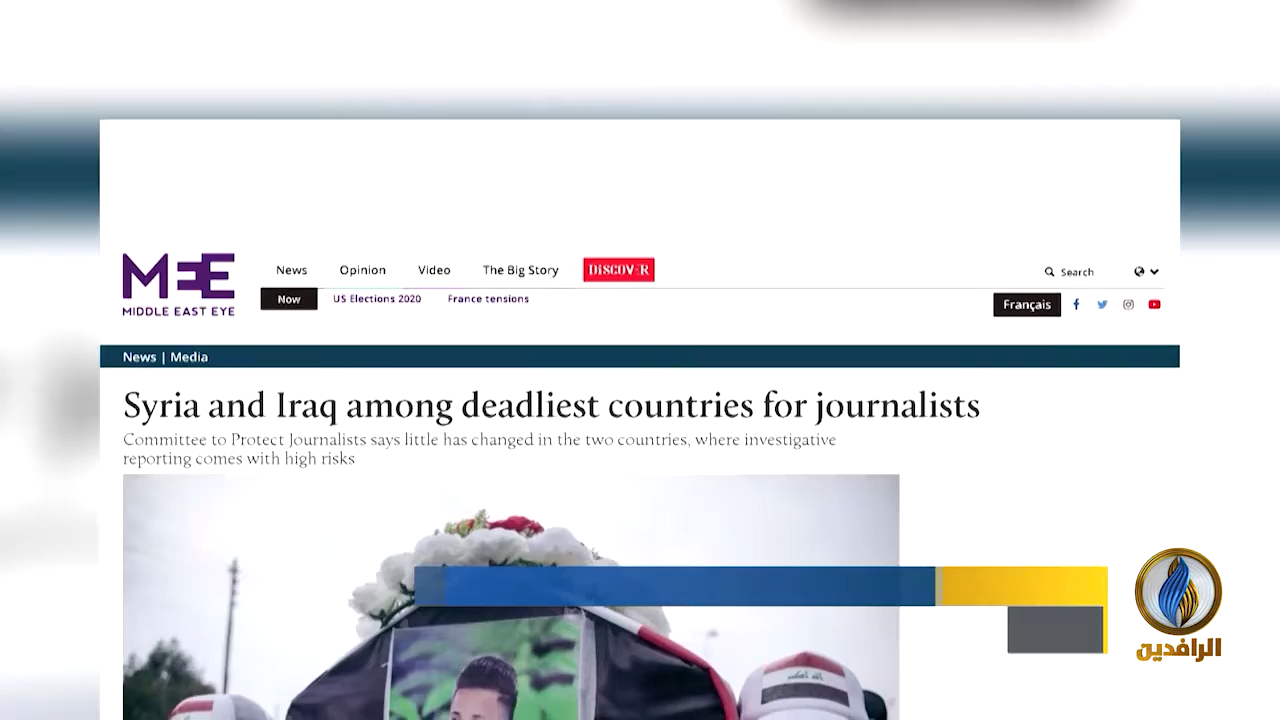 MEE
MIDDLE EAST EYE
News Opinion Video The Big Story DISCOVER
Search
Now US Elections 2020 France tensions
Français
News | Media
Syria and Iraq among deadliest countries for journalists
Committee to Protect Journalists says little has changed in the two countries, where investigative
reporting comes with high risks
الله اكبر
الرافدين